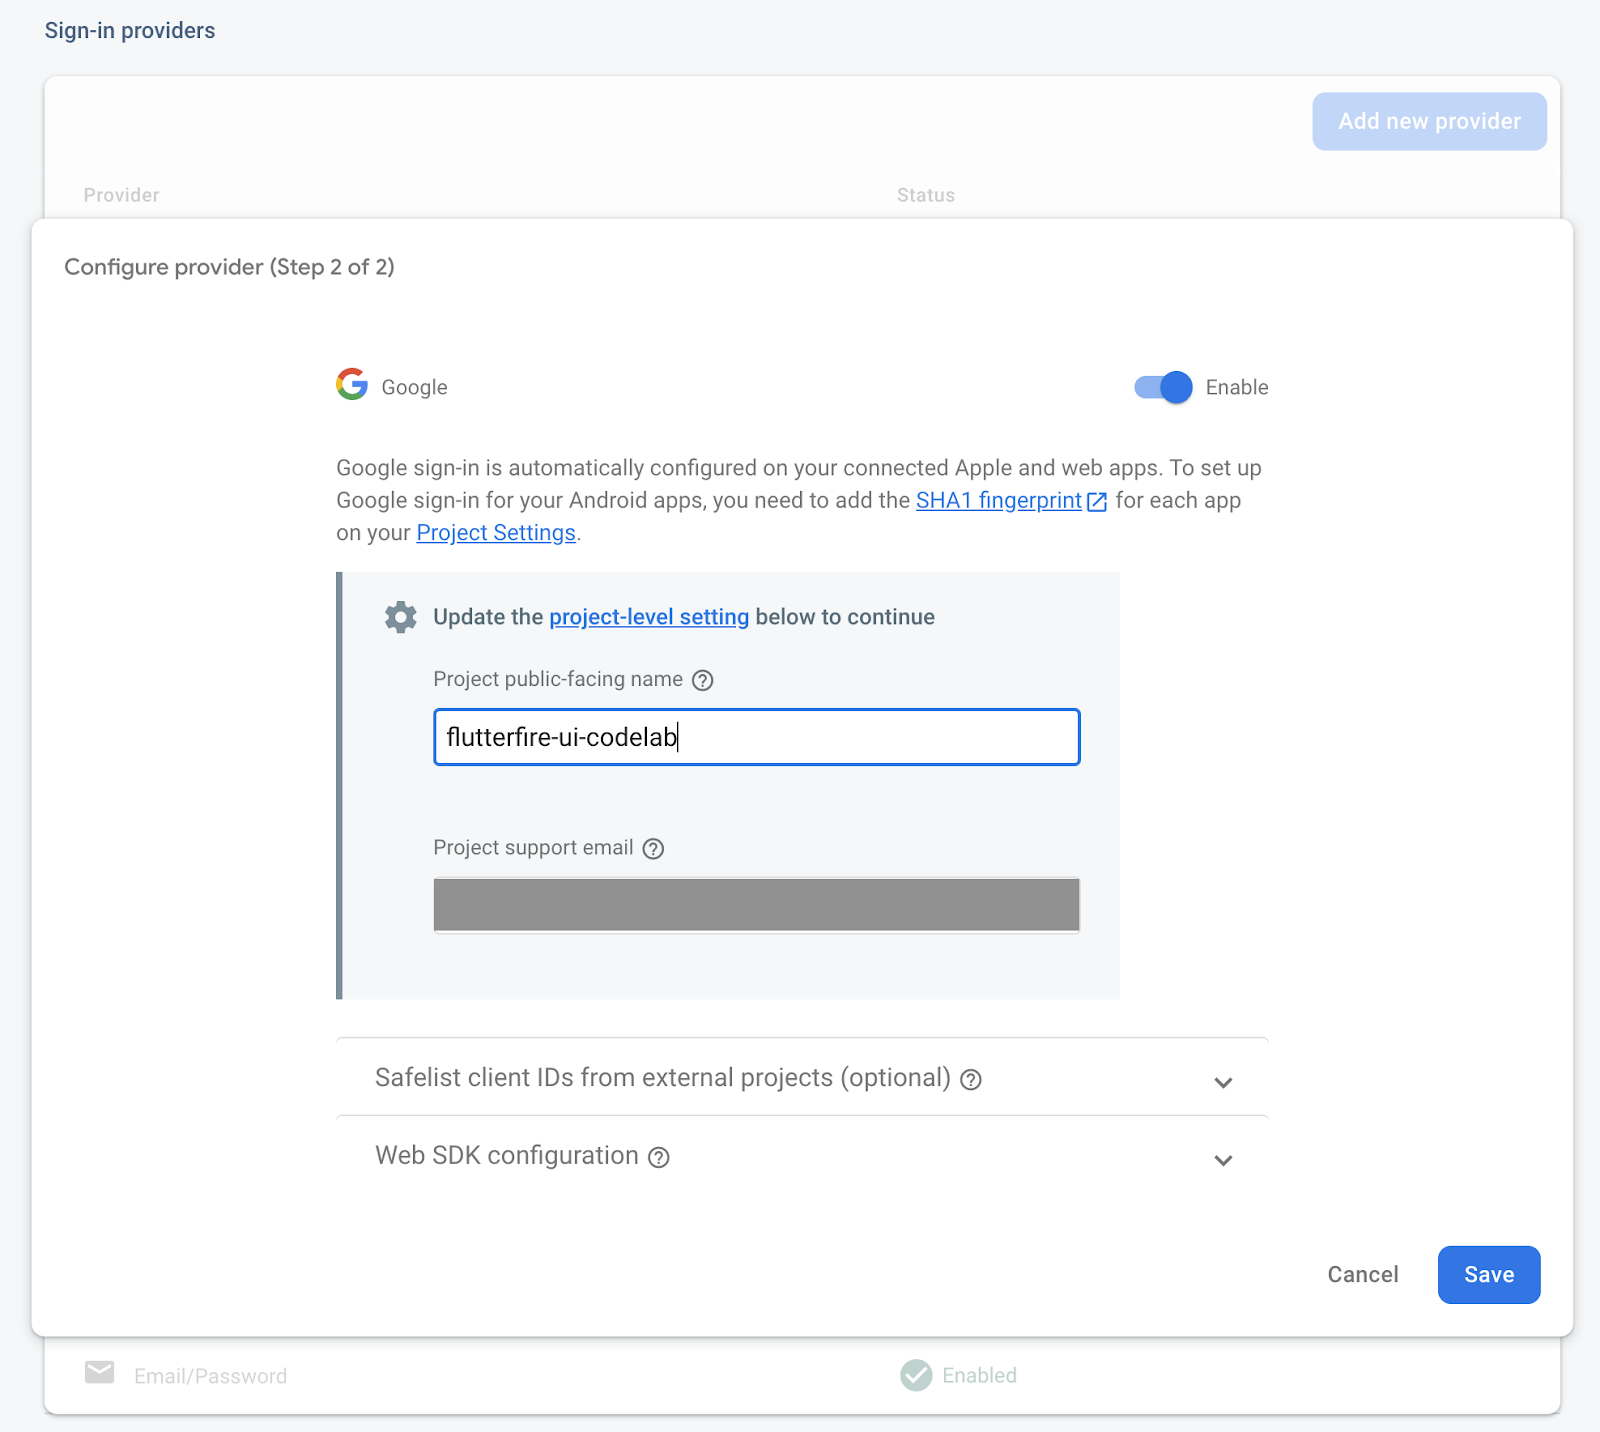 Sign-in providers
Add new provider
Provider
Status
Configure provider (Step 2 of 2)
Google
Enable
Google sign-in is automatically configured on your connected Apple and web apps. To set up
Google sign-in for your Android apps, you need to add the SHA1 fingerprint for each app
on your Project Settings.
Update the project-level setting below to continue
Project public-facing name
flutterfire-ui-codelab
Project support email
Safelist client IDs from external projects (optional)
Web SDK configuration
Cancel
Save
Email/Password
Enabled